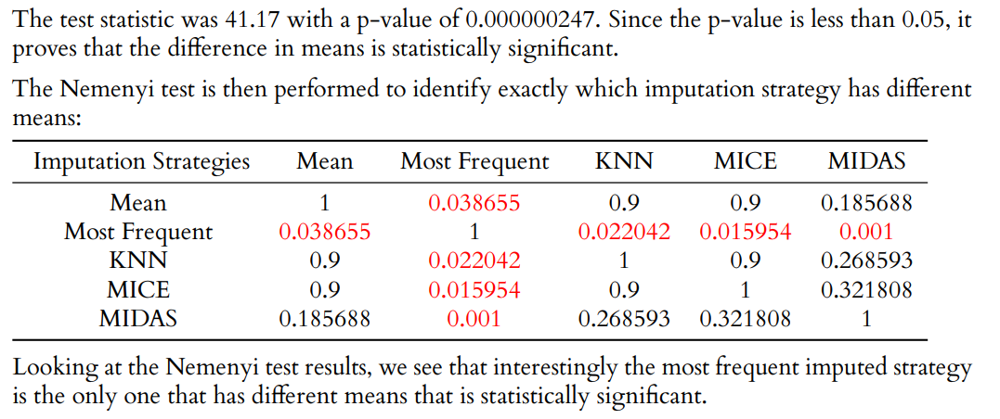 The test statistic was 41.17 with a p-value of 0.000000247. Since the p-value is less than 0.05, it
proves that the difference in means is statistically significant.
The Nemenyi test is then performed to identify exactly which imputation strategy has different
means:
Imputation Strategies Mean Most Frequent KNN MICE MIDAS
Mean 1 0.038655 0.9 0.9 0.185688
Most Frequent 0.038655 1 0.022042 0.015954 0.001
KNN 0.9 0.022042 1 0.9 0.268593
MICE 0.9 0.015954 0.9 1 0.321808
MIDAS 0.185688 0.001 0.268593 0.321808 1
Looking at the Nemenyi test results, we see that interestingly the most frequent imputed strategy
is the only one that has different means that is statistically significant.